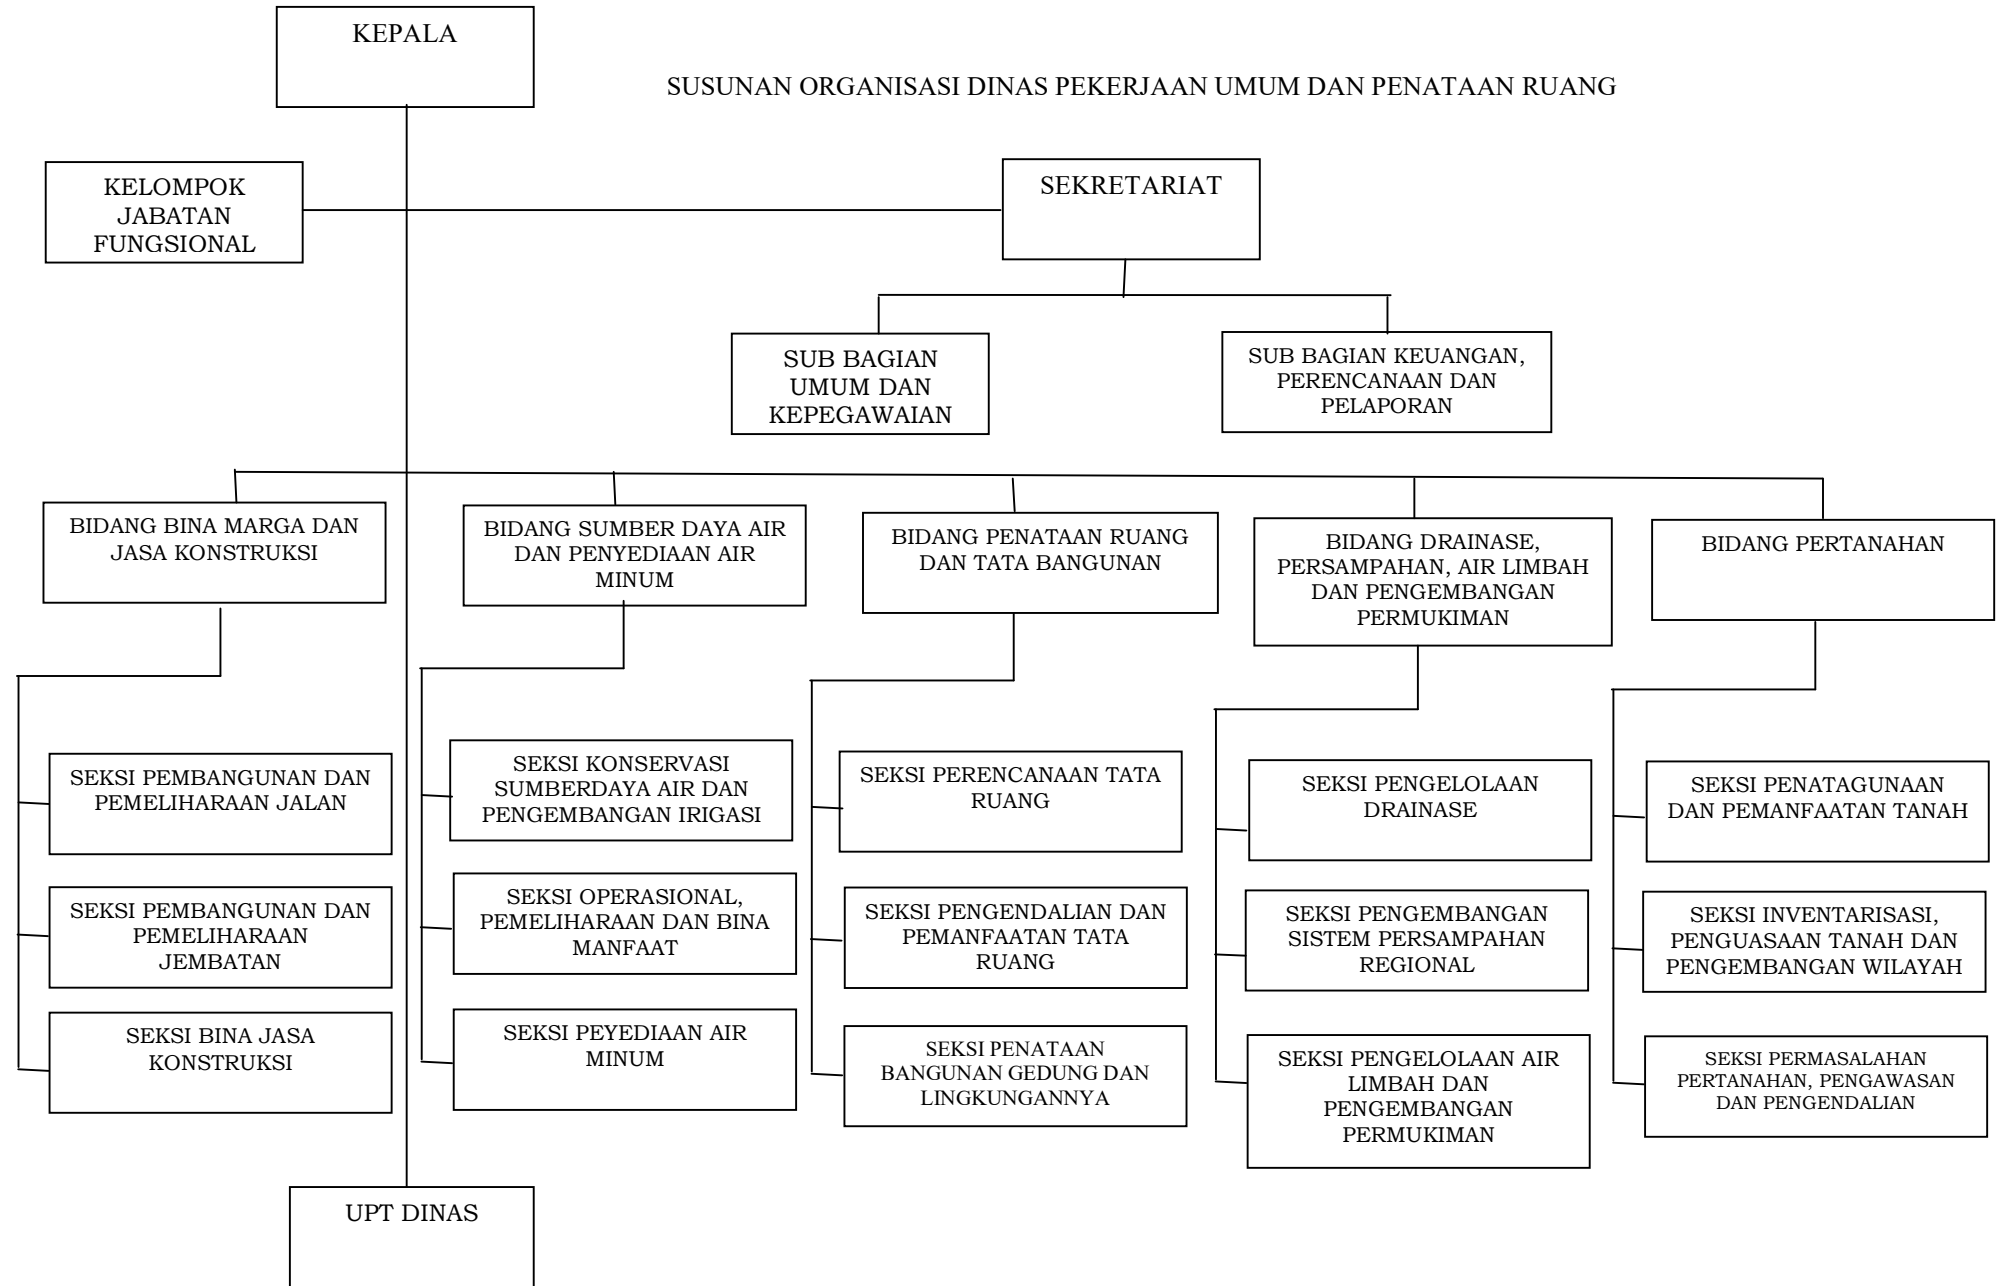 KEPALA
SUSUNAN ORGANISASI DINAS PEKERJAAN UMUM DAN PENATAAN RUANG
KELOMPOK
JABATAN
FUNGSIONAL
SEKRETARIAT
SUB BAGIAN
UMUM DAN
KEPEGAWAIAN
SUB BAGIAN KEUANGAN,
PERENCANAAN DAN
PELAPORAN
BIDANG BINA MARGA DAN
JASA KONSTRUKSI
BIDANG SUMBER DAYA AIR
DAN PENYEDIAAN AIR
MINUM
BIDANG PENATAAN RUANG
DAN TATA BANGUNAN
BIDANG DRAINASE,
PERSAMPAHAN, AIR LIMBAH
DAN PENGEMBANGAN
PERMUKIMAN
BIDANG PERTANAHAN
SEKSI PEMBANGUNAN DAN
PEMELIHARAAN JALAN
SEKSI KONSERVASI
SUMBERDAYA AIR DAN
PENGEMBANGAN IRIGASI
SEKSI PERENCANAAN TATA
RUANG
SEKSI PENGELOLAAN
DRAINASE
SEKSI PENATAGUNAAN
DAN PEMANFAATAN TANAH
SEKSI PEMBANGUNAN DAN
PEMELIHARAAN
JEMBATAN
SEKSI OPERASIONAL,
PEMELIHARAAN DAN BINA
MANFAAT
SEKSI PENGENDALIAN DAN
PEMANFAATAN TATA
RUANG
SEKSI PENGEMBANGAN
SISTEM PERSAMPAHAN
REGIONAL
SEKSI INVENTARISASI,
PENGUASAAN TANAH DAN
PENGEMBANGAN WILAYAH
SEKSI BINA JASA
KONSTRUKSI
SEKSI PEYEDIAAN AIR
MINUM
SEKSI PENATAAN
BANGUNAN GEDUNG DAN
LINGKUNGANNYA
SEKSI PENGELOLAAN AIR
LIMBAH DAN
PENGEMBANGAN
PERMUKIMAN
SEKSI PERMASALAHAN
PERTANAHAN, PENGAWASAN
DAN PENGENDALIAN
UPT DINAS